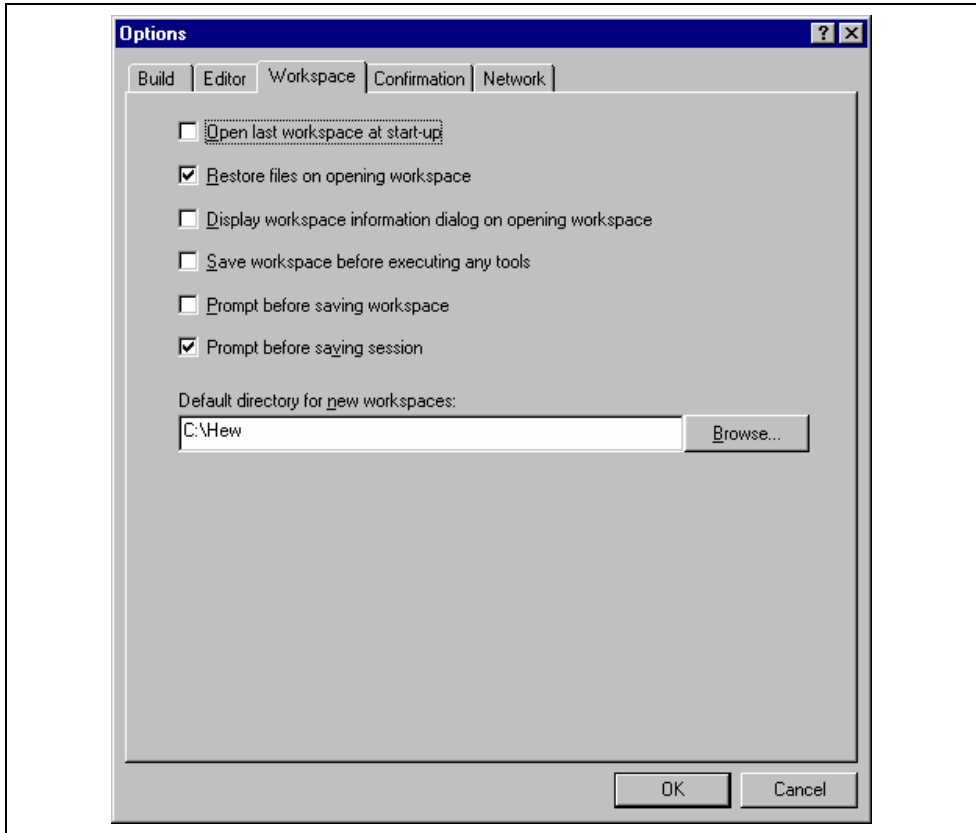 Options
Build Editor Workspace Confirmation Network
Open last workspace at start-up
Restore files on opening workspace
Display workspace information dialog on opening workspace
Save workspace before executing any tools
Prompt before saving workspace
Prompt before saving session
Default directory for new workspaces:
C:\Hew Browse...
OK Cancel